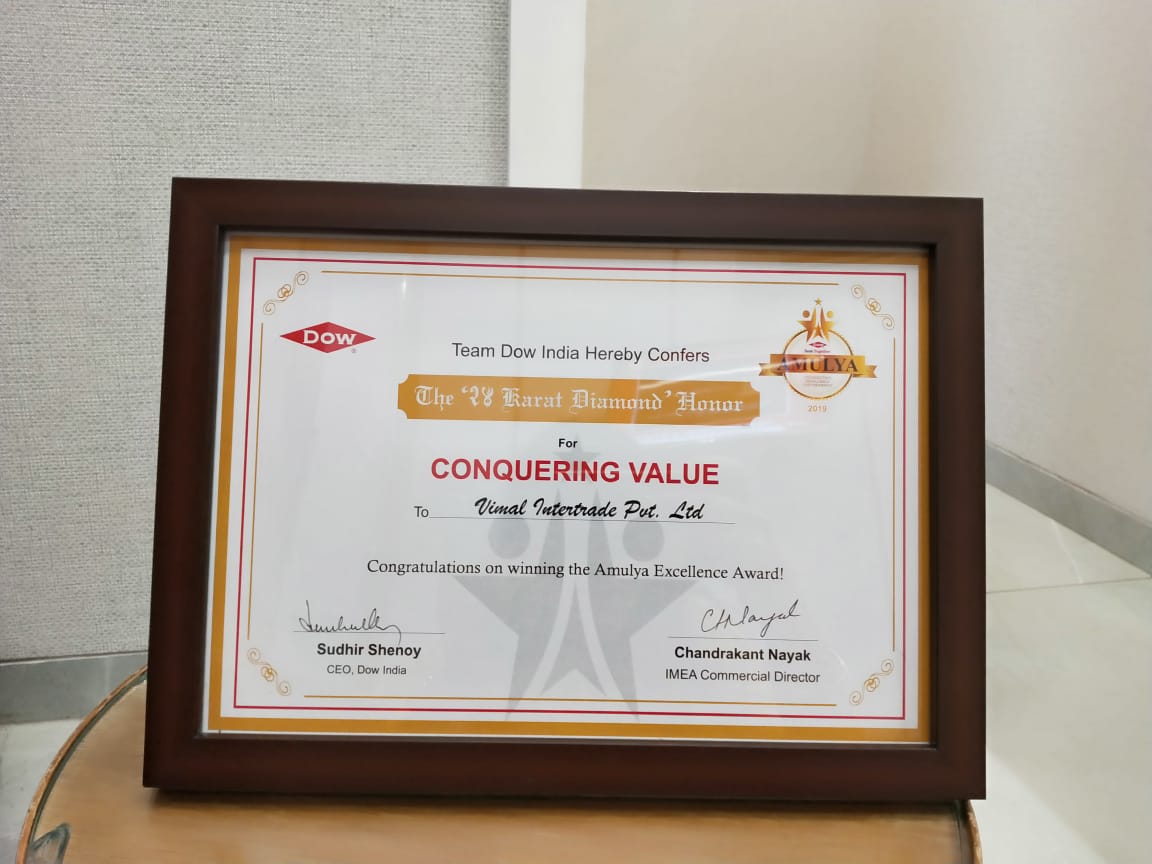 DOW
Team Dow India Hereby Confers
AMULYA
2019
The '24 Karat Diamond' Honor
For
CONQUERING VALUE
To Vimal Intertrade Pvt. Ltd
Congratulations on winning the Amulya Excellence Award!
Sudhir Shenoy
CEO, Dow India
Chandrakant Nayak
IMEA Commercial Director